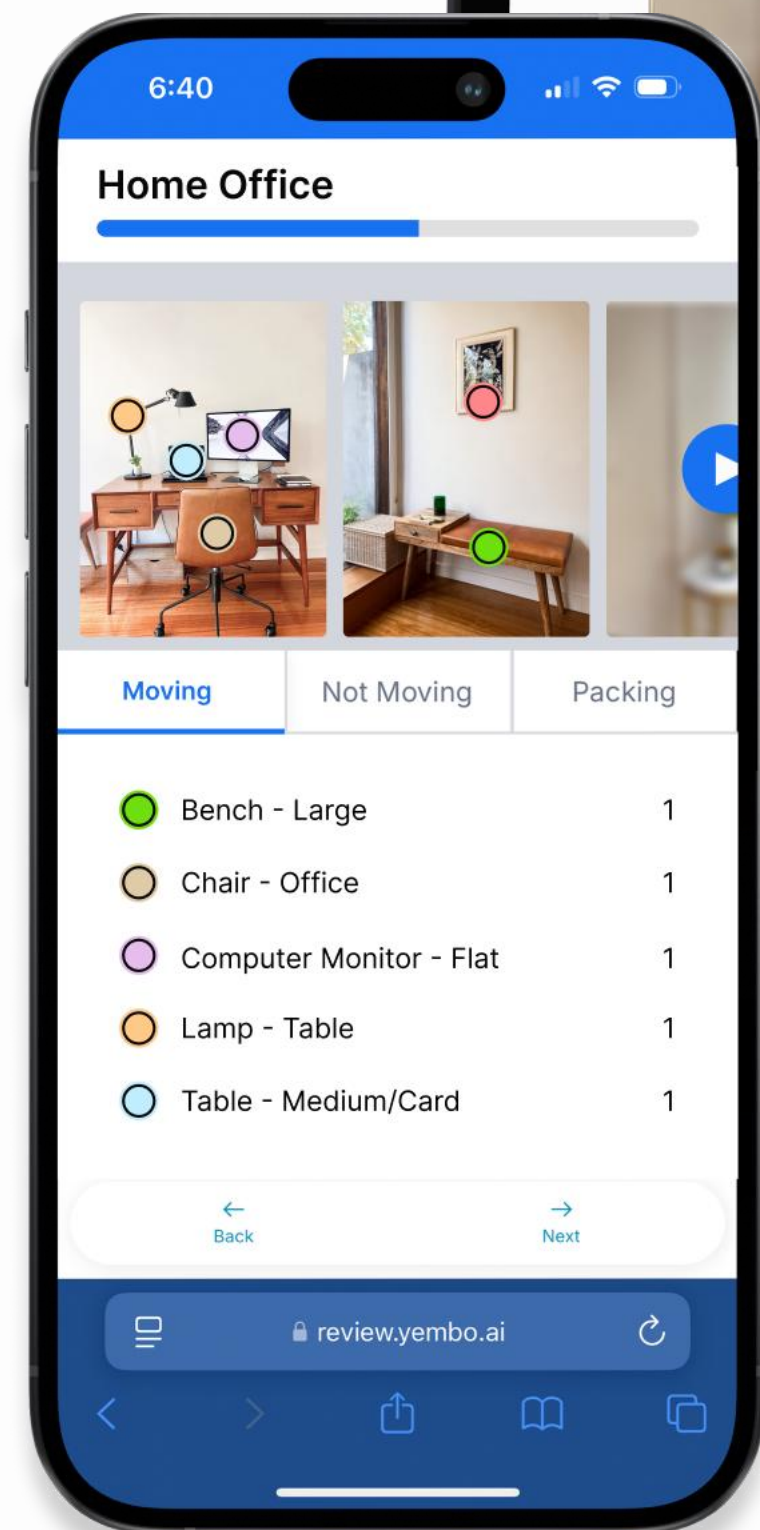 6:40
Home Office
Moving
Not Moving
Packing
Bench - Large 1
Chair - Office 1
Computer Monitor - Flat 1
Lamp - Table 1
Table - Medium/Card 1
Back
Next
review.yembo.ai